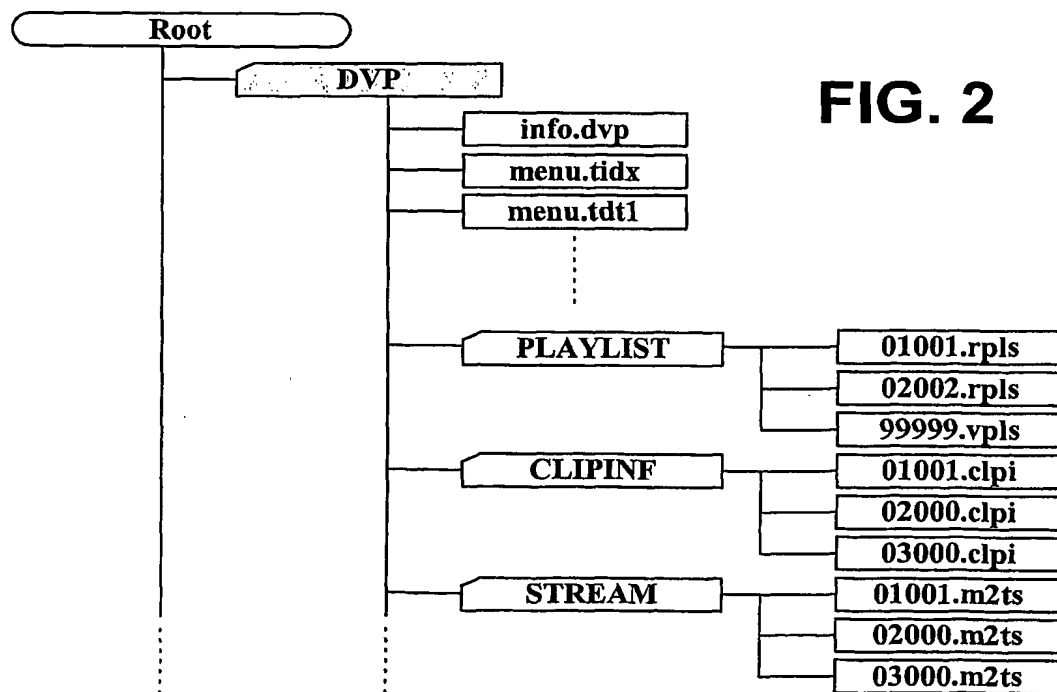 Root
DVP
FIG. 2
info.dvp
menu.tidx
menu.tdt1
PLAYLIST
01001.rpls
02002.rpls
99999.vpls
CLIPINF
01001.clpi
02000.clpi
03000.clpi
STREAM
01001.m2ts
02000.m2ts
03000.m2ts